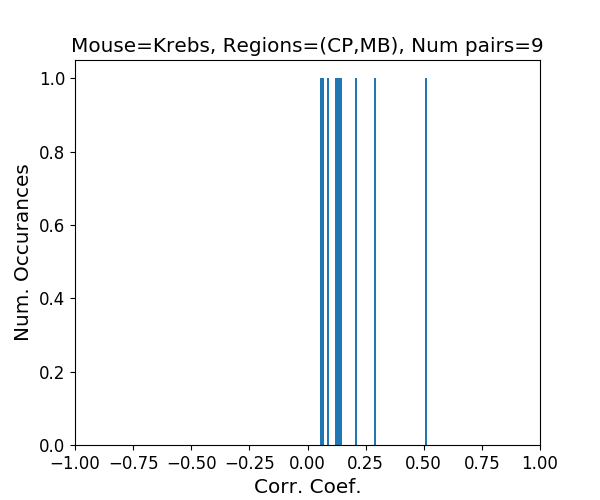 Mouse=Krebs, Regions=(CP,MB), Num pairs=9
1.0
0.8
0.6
0.4
0.2
0.0
Num. Occurances
−1.00 −0.75 −0.50 −0.25 0.00 0.25 0.50 0.75 1.00
Corr. Coef.